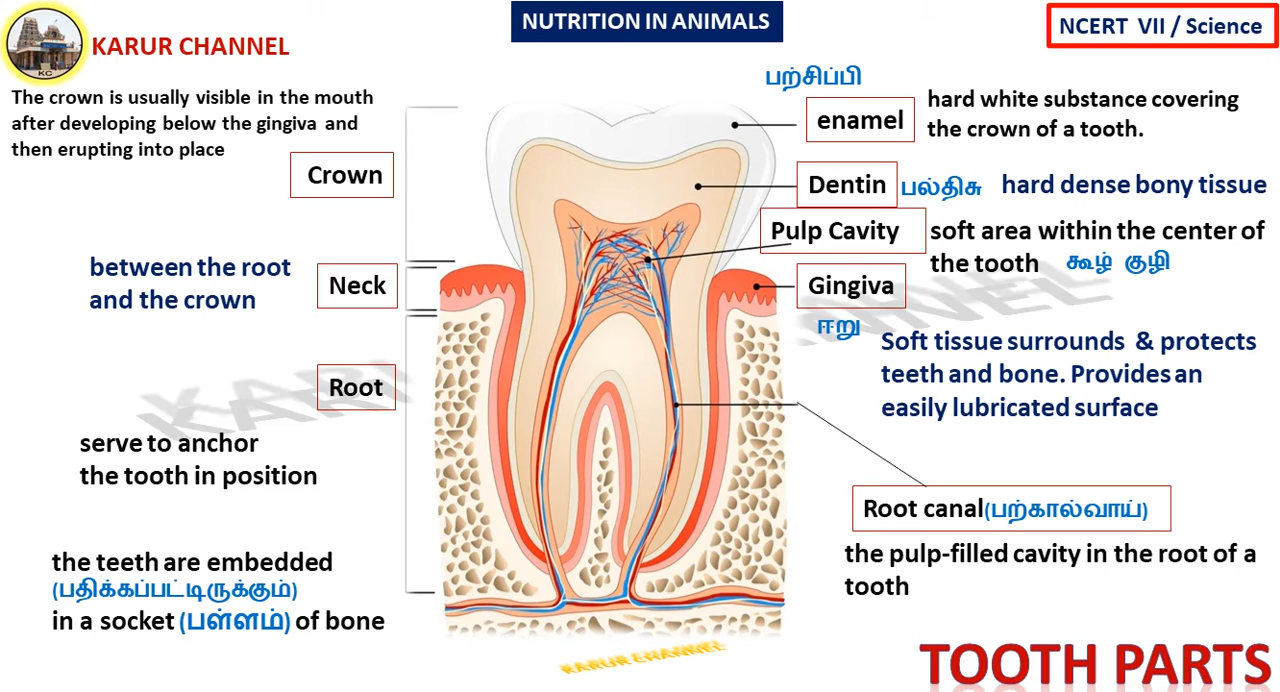 NUTRITION IN ANIMALS
NCERT VII / Science
KARUR CHANNEL
KC
The crown is usually visible in the mouth
after developing below the gingiva and
then erupting into place
Crown
between the root
and the crown
Neck
Root
serve to anchor
the tooth in position
the teeth are embedded
(பதிக்கப்பட்டிருக்கும்)
in a socket (பள்ளம்) of bone
பற்சிப்பி
enamel
hard white substance covering
the crown of a tooth.
Dentin
பல்திசு
hard dense bony tissue
Pulp Cavity
soft area within the center of
the tooth கூழ் குழி
Gingiva
ஈறு
Soft tissue surrounds & protects
teeth and bone. Provides an
easily lubricated surface
Root canal(பற்கால்வாய்)
the pulp-filled cavity in the root of a
tooth
KARUR CHANNEL
TOOTH PARTS